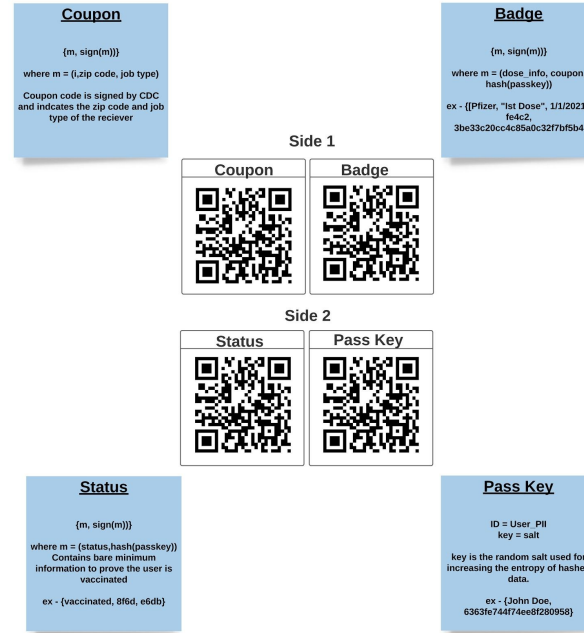 Coupon
{m, sign(m))}
where m = (i,zip code, job type)
Coupon code is signed by CDC
and indcates the zip code and job
type of the reciever
Badge
{m, sign(m))}
where m = (dose_info, coupon
hash(passkey))
ex - {[Pfizer, "Ist Dose", 1/1/2021
fe4c2,
3be33c20cc4c85a0c32f7bf5b4
Side 1
Coupon
Badge
Side 2
Status
Pass Key
Status
{m, sign(m))}
where m = (status,hash(passkey))
Contains bare minimum
information to prove the user is
vaccinated
ex - {vaccinated, 8f6d, e6db}
Pass Key
ID = User_PII
key = salt
key is the random salt used for
increasing the entropy of hashe
data.
ex - {John Doe,
6363fe744f74ee8f280958}